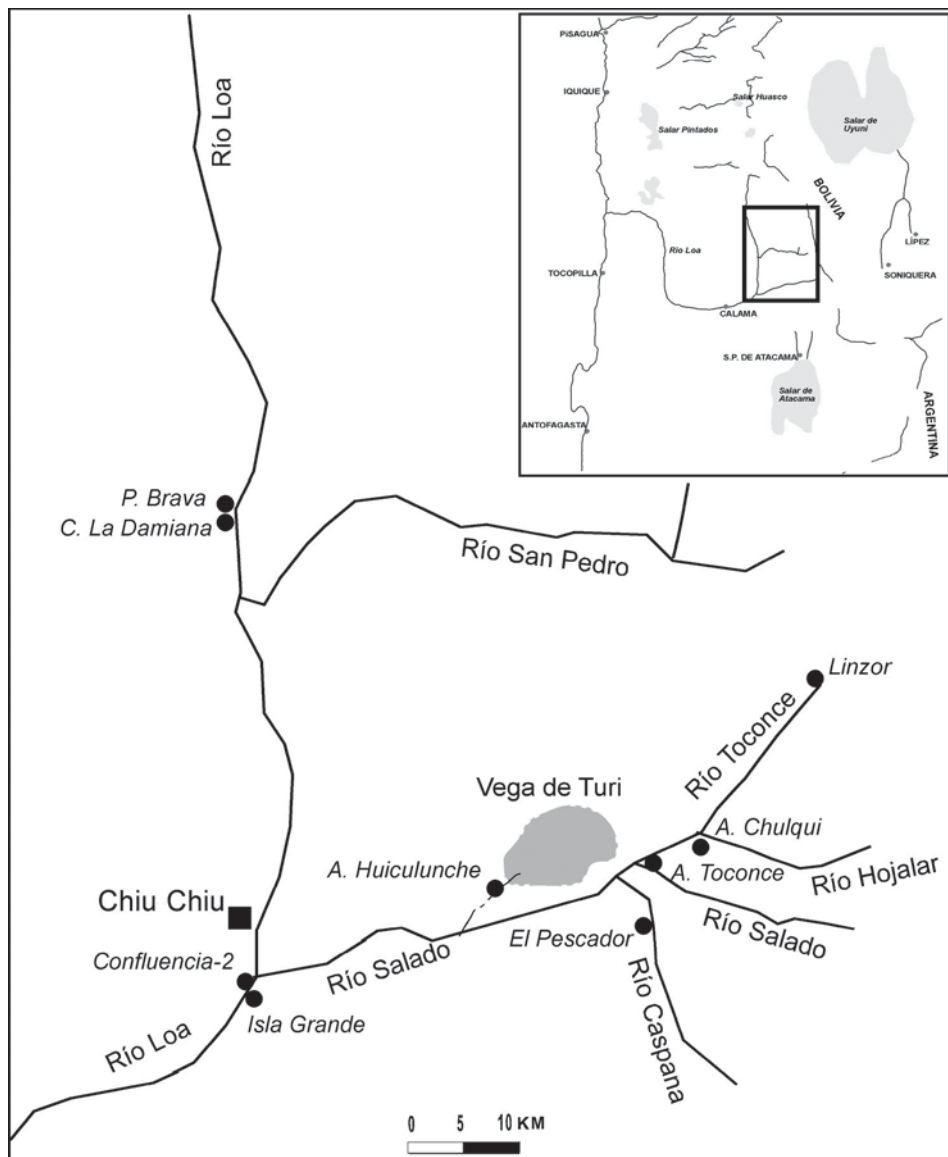 PiSAGUA
IQUIQUE
Salar Huasco
Salar Pintados
Salar de
Uyuni
BOLIVIA
LÍPEZ
Río Loa
SONIQUERA
TOCOPILLA
CALAMA
S.P. DE ATACAMA
Salar de
Atacama
ARGENTINA
ANTOFAGASTA
Río Loa
P. Brava
C. La Damiana
Río San Pedro
Linzor
Río Toconce
Vega de Turi
A. Chulqui
A. Huiculunche
A. Toconce
Río Hojalar
Chiu Chiu
Río Salado
El Pescador
Río Salado
Confluencia-2
Isla Grande
Río Caspana
Río Loa
0 5 10 KM